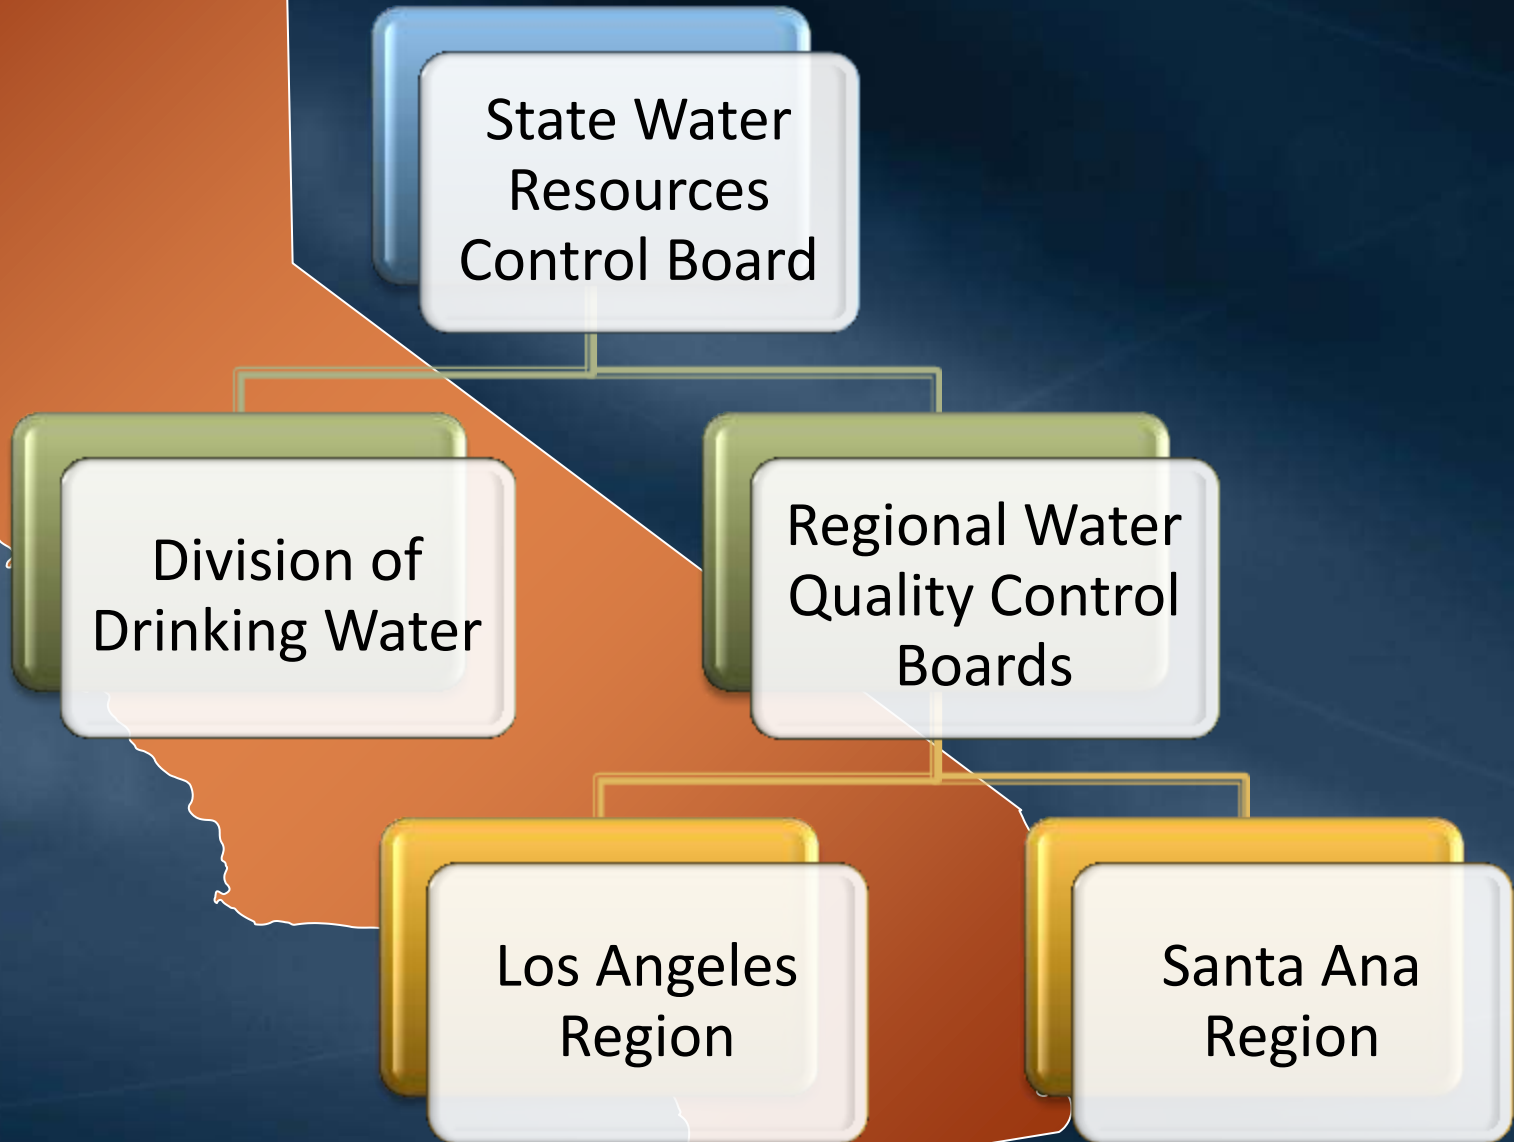 State Water
Resources
Control Board
Division of
Drinking Water
Regional Water
Quality Control
Boards
Los Angeles
Region
Santa Ana
Region